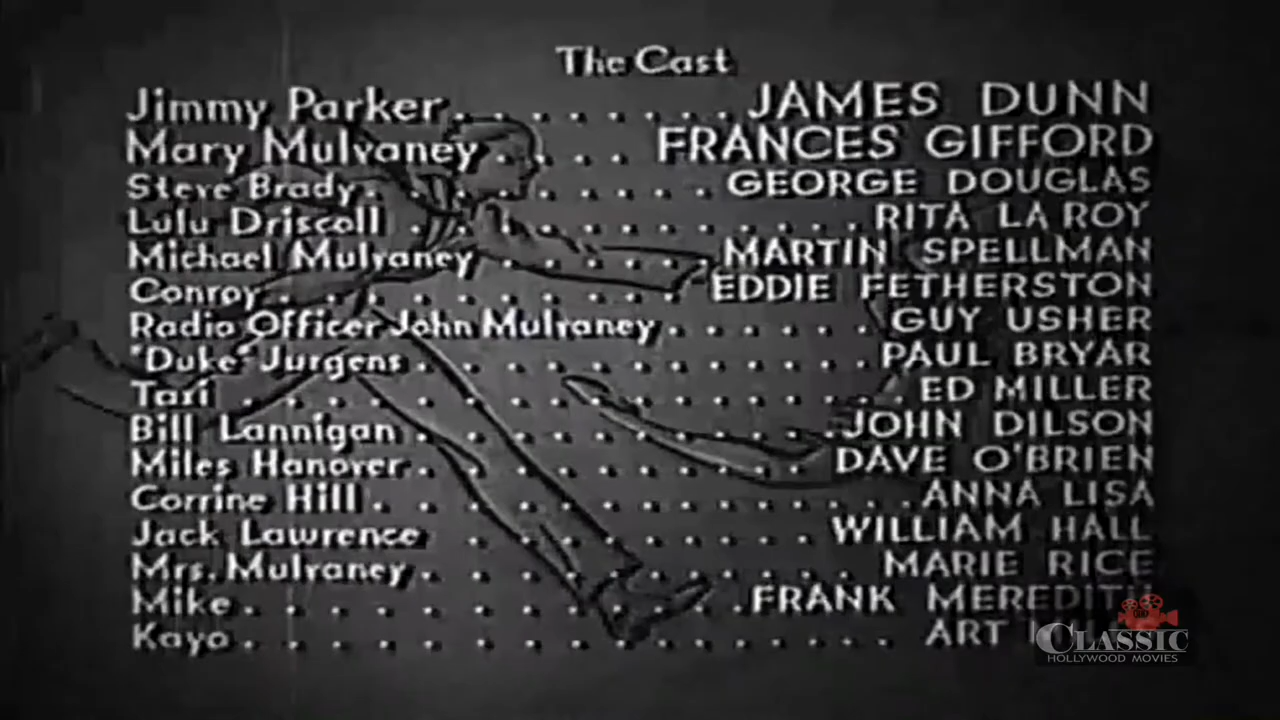 The Cast
Jimmy Parker . . . . . . . . JAMES DUNN
Mary Mulvaney . . . . FRANCES GIFFORD
Steve Brady . . . . . . . . . . GEORGE DOUGLAS
Lulu Driscoll . . . . . . . . . . . . . RITA LA ROY
Michael Mulvaney . . . . . . MARTIN SPELLMAN
Conroy . . . . . . . . . . . EDDIE FETHERSTON
Radio Officer John Mulvaney . . . . . . GUY USHER
"Duke" Jurgens . . . . . . . . . . . . PAUL BRYAR
Taxi . . . . . . . . . . . . . . . . . ED MILLER
Bill Lannigan . . . . . . . . . . . JOHN DILSON
Miles Hanover . . . . . . . . . . DAVE O'BRIEN
Corrine Hill . . . . . . . . . . . . . ANNA LISA
Jack Lawrence . . . . . . . . . WILLIAM HALL
Mrs. Mulvaney . . . . . . . . . . . MARIE RICE
Mike . . . . . . . . . . . . . . FRANK MEREDITH
Kayo . . . . . . . . . . . . . . . . . ART
CLASSIC
HOLLYWOOD MOVIES